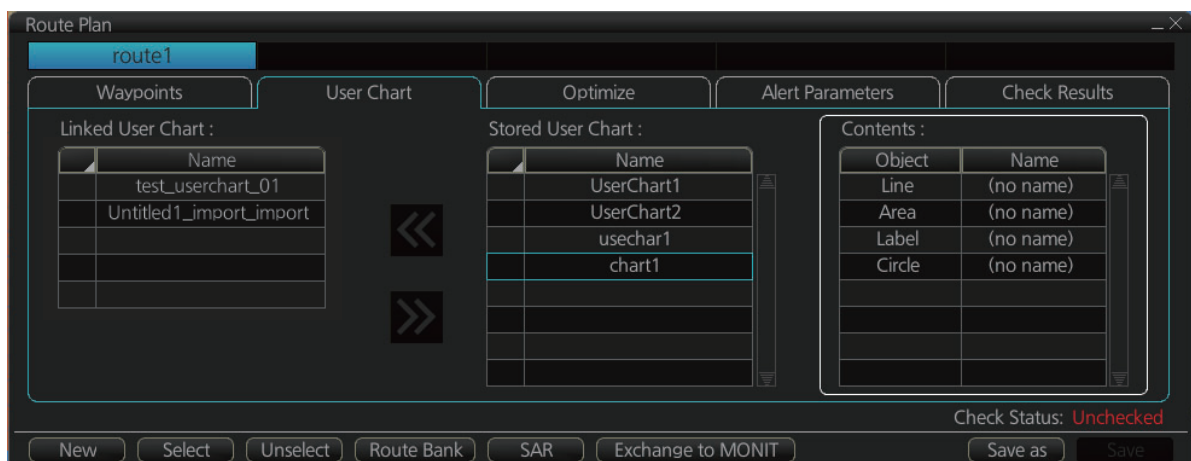 Route Plan
route1
Waypoints User Chart Optimize Alert Parameters Check Results
Linked User Chart : Stored User Chart : Contents :
Name Name Object Name
test_userchart_01 UserChart1 Line (no name)
Untitled1_import_import UserChart2 Area (no name)
usechar1 Label (no name)
chart1 Circle (no name)
Check Status: Unchecked
New Select Unselect Route Bank SAR Exchange to MONIT Save as Save